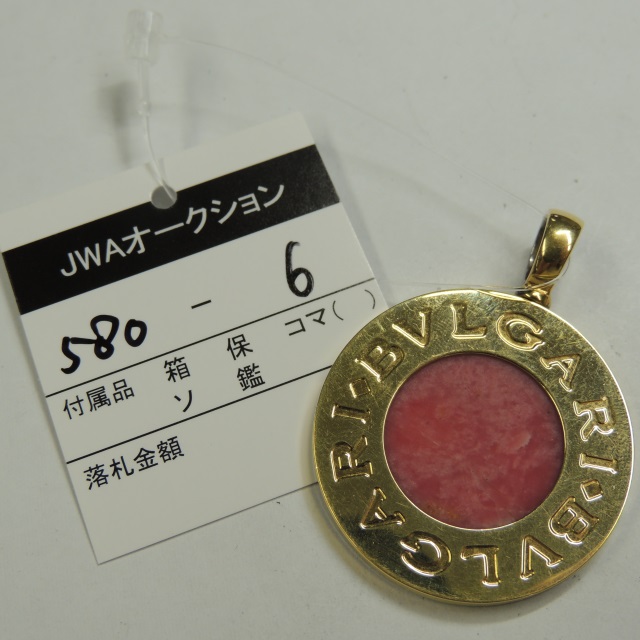 JWAオークション
580 - 6
付属品 箱 保 コマ( )
ソ 鑑
落札金額
BVLGARI・BVLGARI・